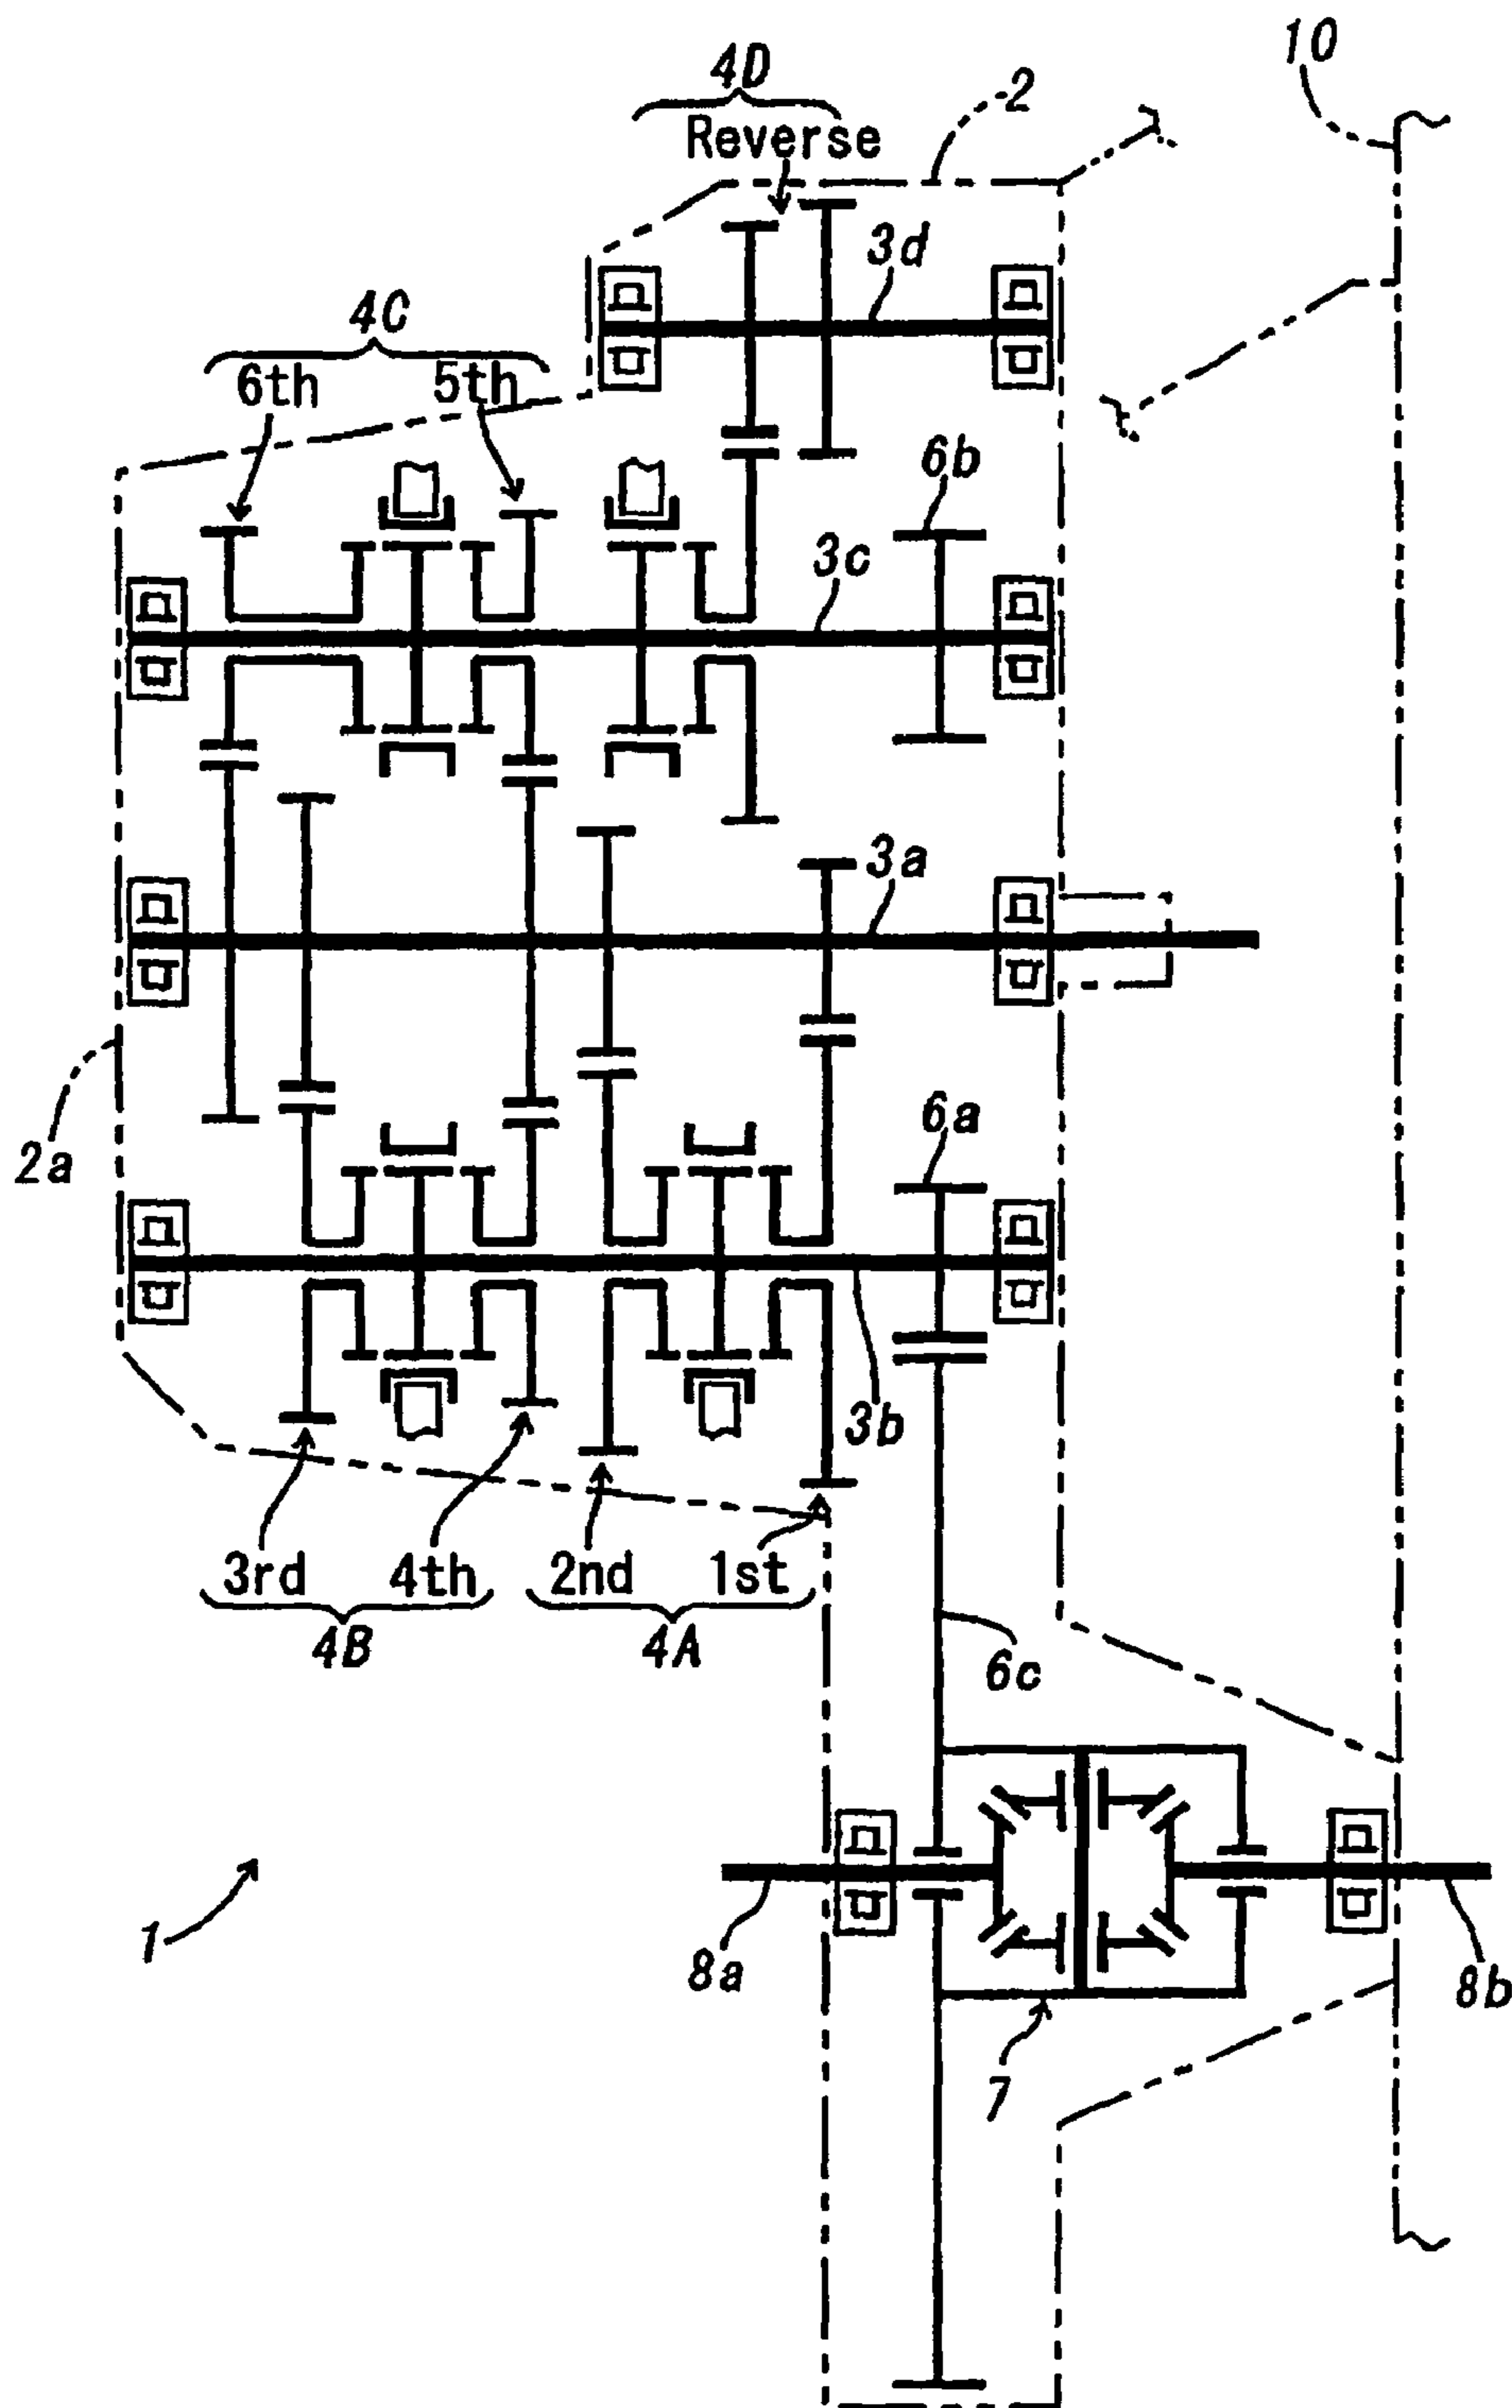 10
4D
2
Reverse
3d
4C
6th 5th
6b
3c
3a
2a
6a
3b
3rd 4th 2nd 1st
4B 4A
6c
1
8a
8b
7